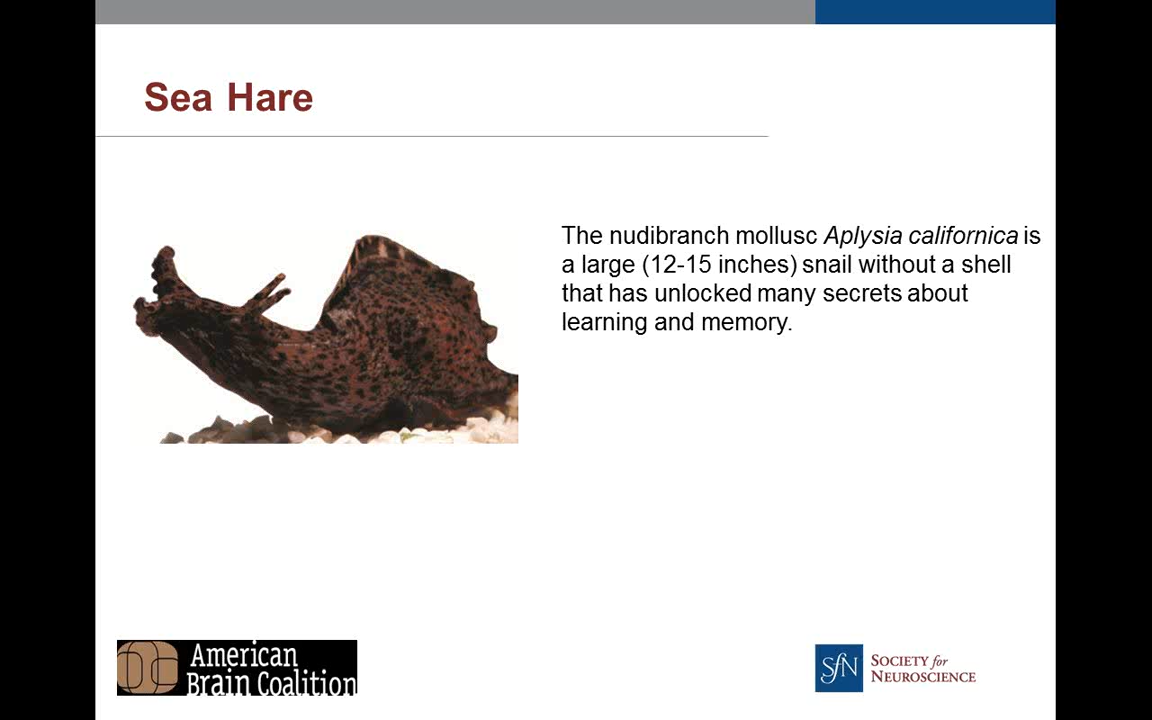 Sea Hare
The nudibranch mollusc Aplysia californica is
a large (12-15 inches) snail without a shell
that has unlocked many secrets about
learning and memory.
American
Brain Coalition
SfN
SOCIETY for
NEUROSCIENCE